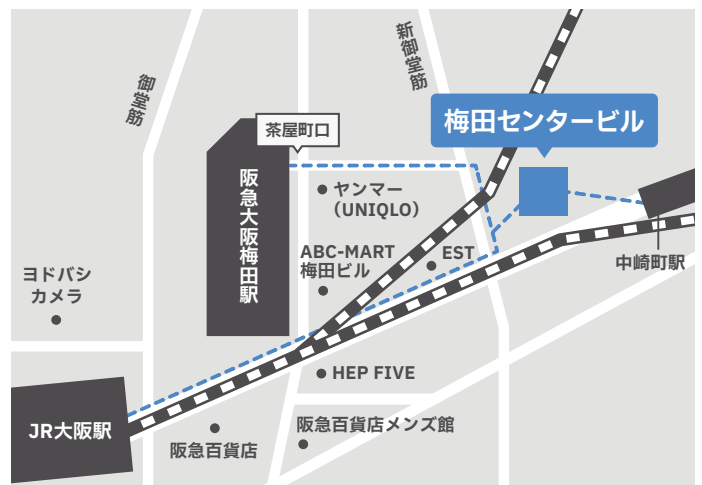 新御堂筋
御堂筋
梅田センタービル
茶屋町口
阪急大阪梅田駅
ヤンマー
（UNIQLO）
ABC-MART
梅田ビル
EST
中崎町駅
ヨドバシ
カメラ
HEP FIVE
JR大阪駅
阪急百貨店
阪急百貨店メンズ館